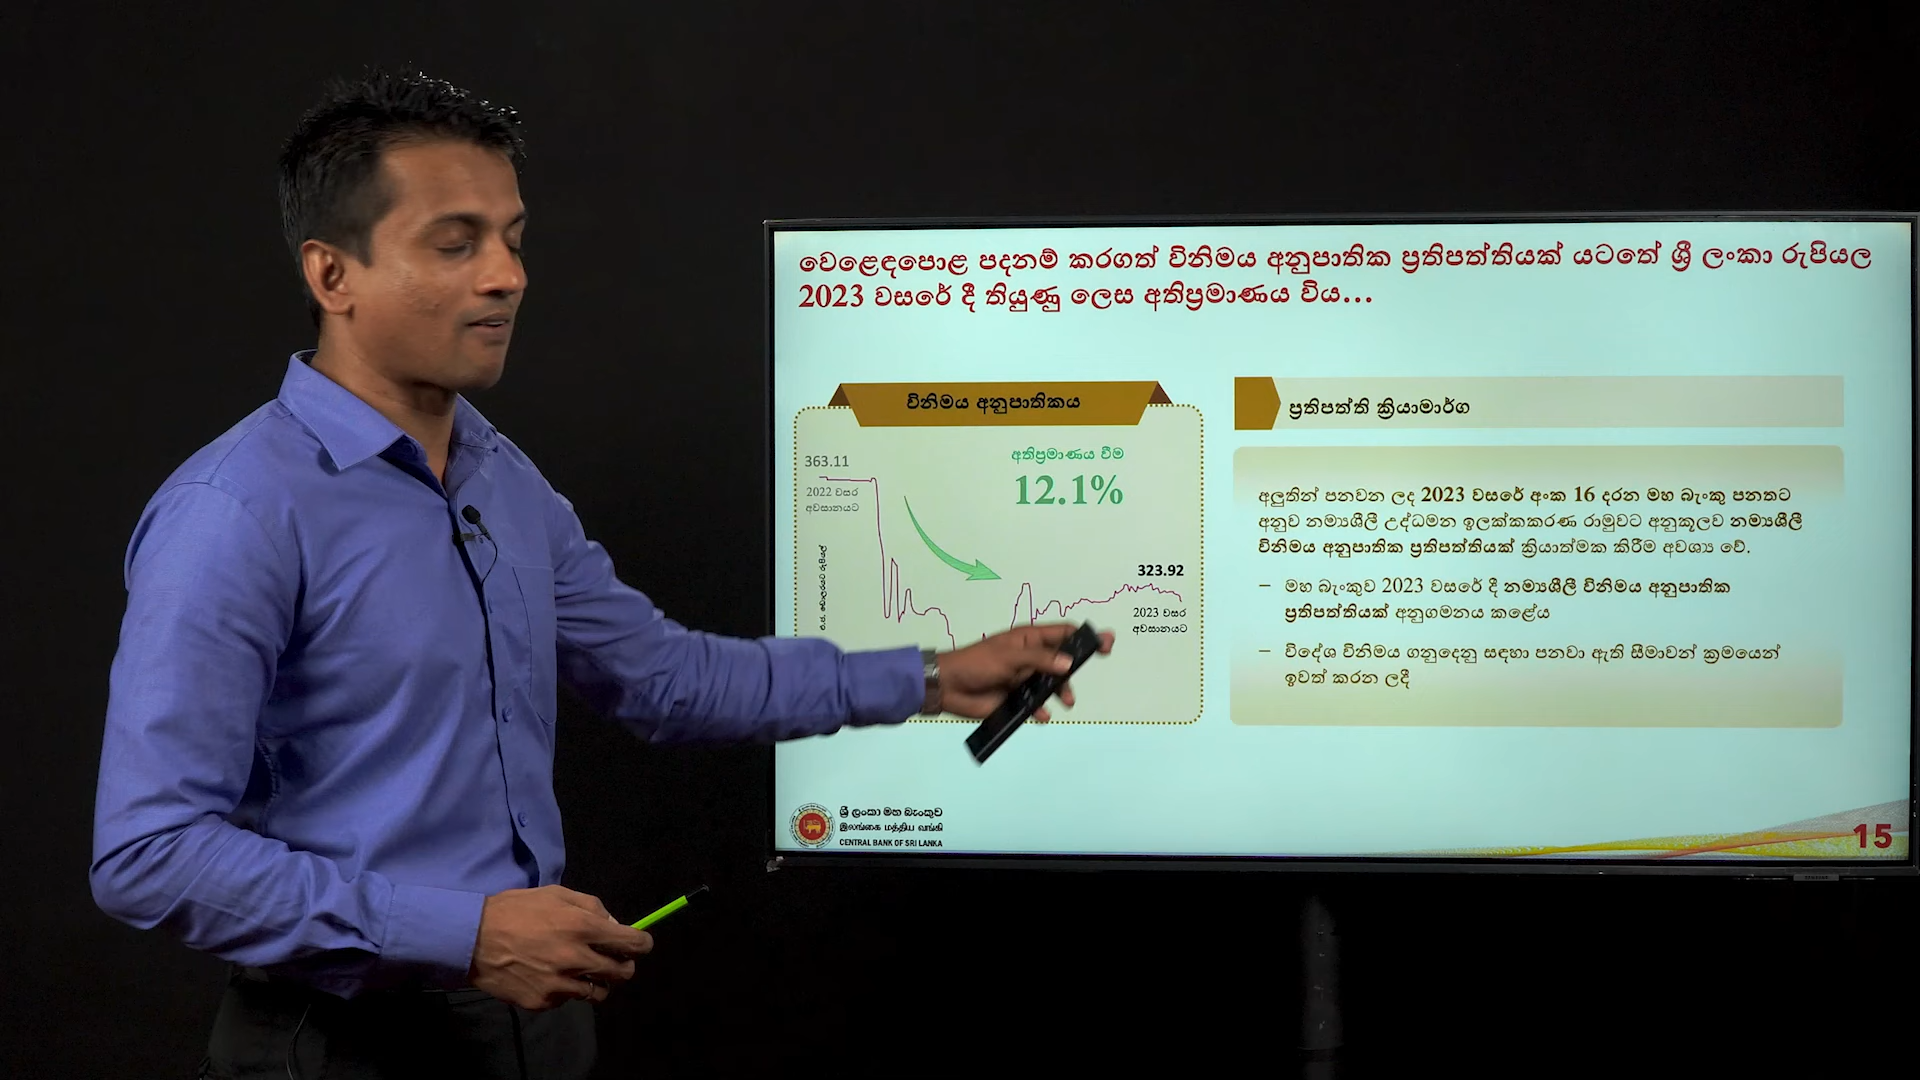 වෙළෙඳපොළ පදනම් කරගත් විනිමය අනුපාතික ප්‍රතිපත්තියක් යටතේ ශ්‍රී ලංකා රුපියල
2023 වසරේ දී තියුණු ලෙස අතිප්‍රමාණය විය...
විනිමය අනුපාතිකය
363.11
2022 වසර
අවසානයට
අතිප්‍රමාණය වීම
12.1%
එ.ජ. ඩොලරයට රුපියල්
323.92
2023 වසර
අවසානයට
ප්‍රතිපත්ති ක්‍රියාමාර්ග
අලුතින් පනවන ලද 2023 වසරේ අංක 16 දරන මහ බැංකු පනතට
අනුව නම්‍යශීලී උද්ධමන ඉලක්කකරණ රාමුවට අනුකූලව නම්‍යශීලී
විනිමය අනුපාතික ප්‍රතිපත්තියක් ක්‍රියාත්මක කිරීම අවශ්‍ය වේ.
– මහ බැංකුව 2023 වසරේ දී නම්‍යශීලී විනිමය අනුපාතික
ප්‍රතිපත්තියක් අනුගමනය කළේය
– විදේශ විනිමය ගනුදෙනු සඳහා පනවා ඇති සීමාවන් ක්‍රමයෙන්
ඉවත් කරන ලදී
ශ්‍රී ලංකා මහ බැංකුව
இலங்கை மத்திய வங்கி
CENTRAL BANK OF SRI LANKA
15